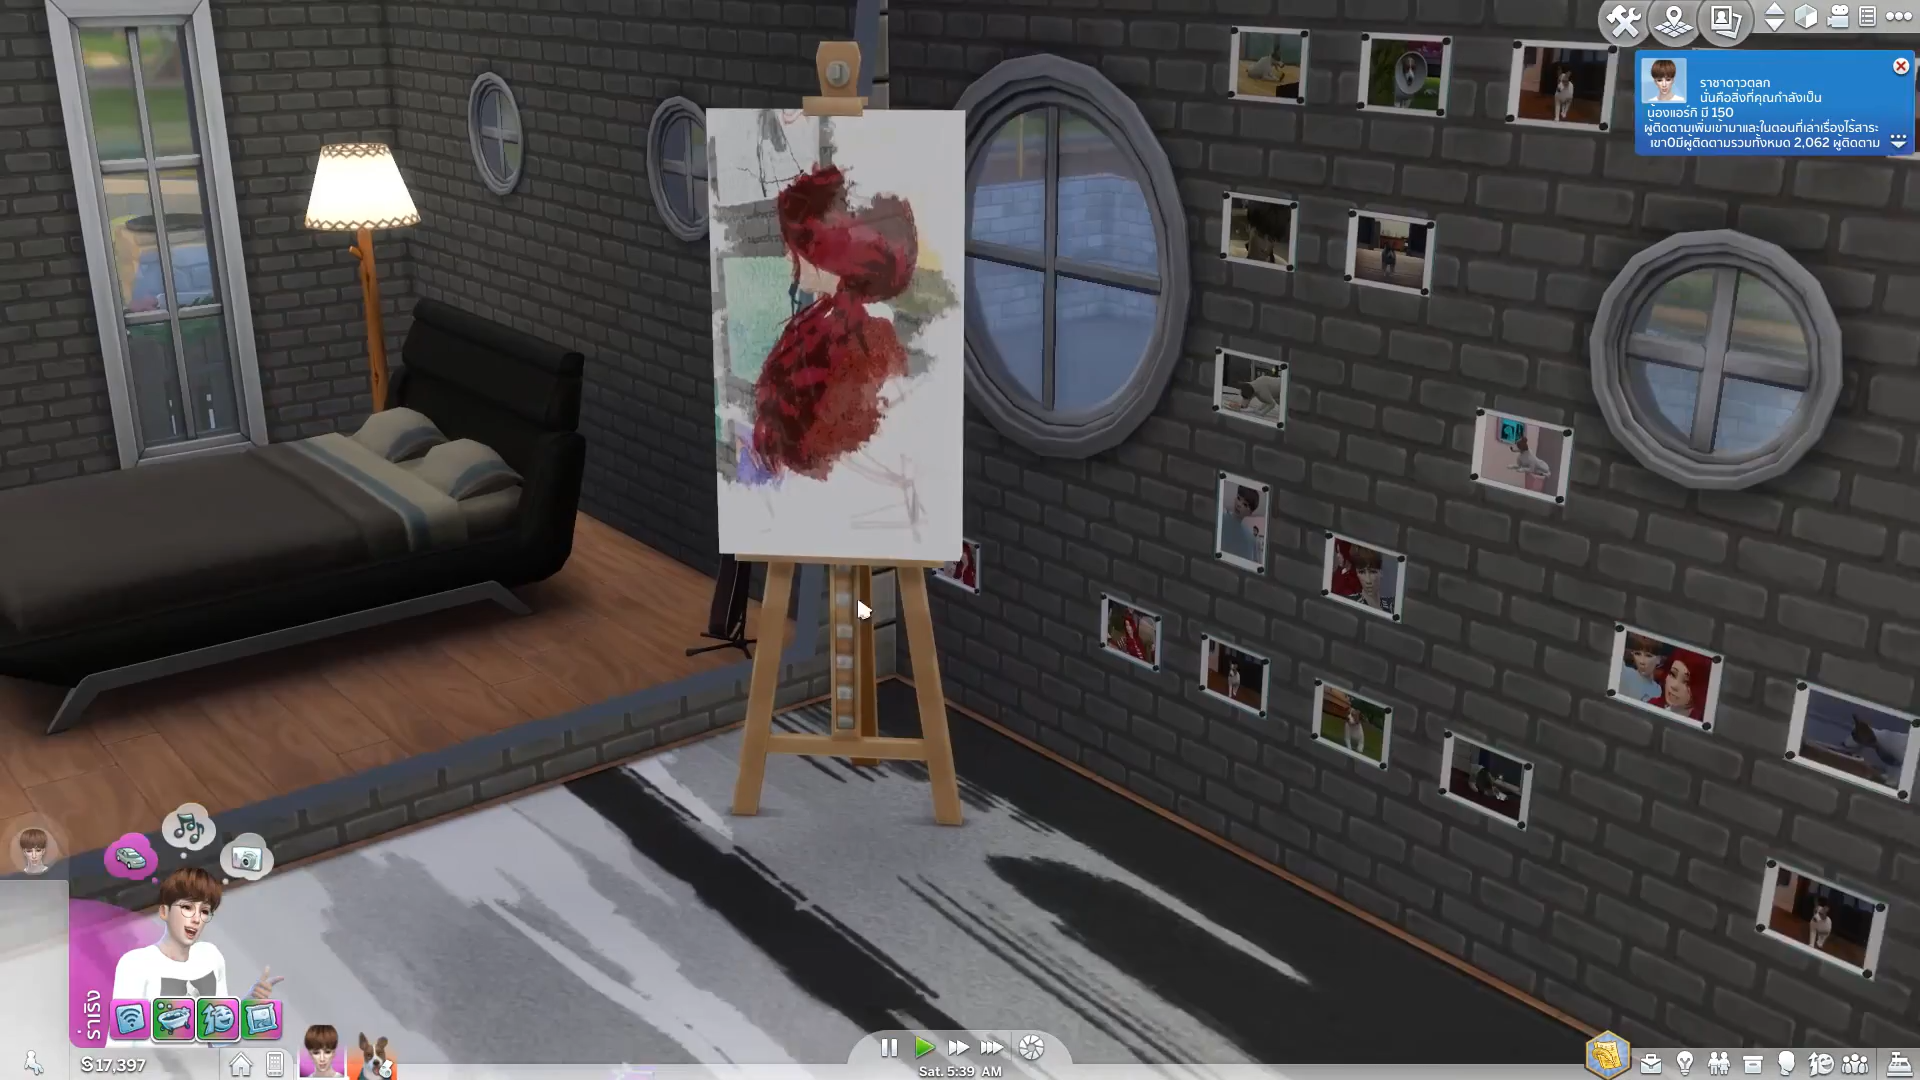 ราชาดาวตลก
นั่นคือสิ่งที่คุณกำลังเป็น
น้องแอร์กิ มี 150
ผู้ติดตามเพิ่มเข้ามาและในตอนที่เล่าเรื่องไร้สาระ
เขา0มีผู้ติดตามรวมทั้งหมด 2,062 ผู้ติดตาม
ร่าเริง
§17,397
Sat. 5:39 AM